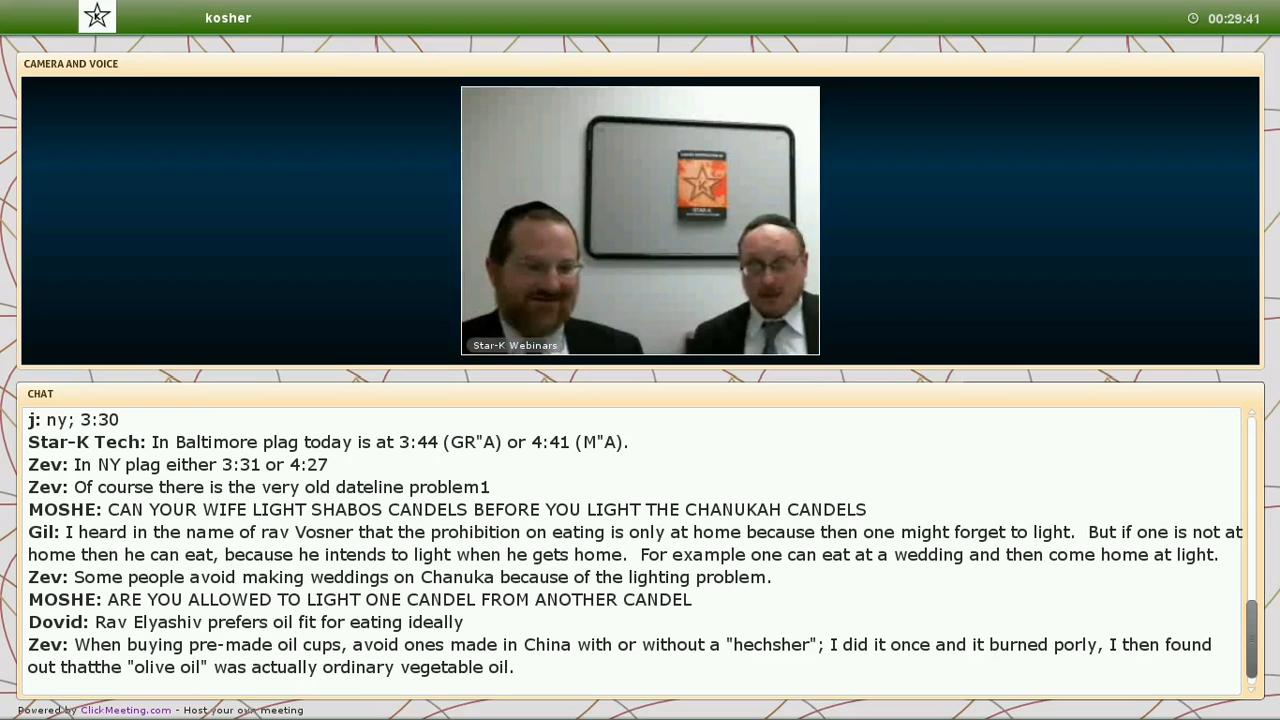 kosher
00:29:41
CAMERA AND VOICE
K
STAR-K
Star-K Webinars
CHAT
j: ny; 3:30
Star-K Tech: In Baltimore plag today is at 3:44 (GR"A) or 4:41 (M"A).
Zev: In NY plag either 3:31 or 4:27
Zev: Of course there is the very old dateline problem1
MOSHE: CAN YOUR WIFE LIGHT SHABOS CANDELS BEFORE YOU LIGHT THE CHANUKAH CANDELS
Gil: I heard in the name of rav Vosner that the prohibition on eating is only at home because then one might forget to light. But if one is not at
home then he can eat, because he intends to light when he gets home. For example one can eat at a wedding and then come home at light.
Zev: Some people avoid making weddings on Chanuka because of the lighting problem.
MOSHE: ARE YOU ALLOWED TO LIGHT ONE CANDEL FROM ANOTHER CANDEL
Dovid: Rav Elyashiv prefers oil fit for eating ideally
Zev: When buying pre-made oil cups, avoid ones made in China with or without a "hechsher"; I did it once and it burned porly, I then found
out thatthe "olive oil" was actually ordinary vegetable oil.
Powered by ClickMeeting.com - Host your own meeting